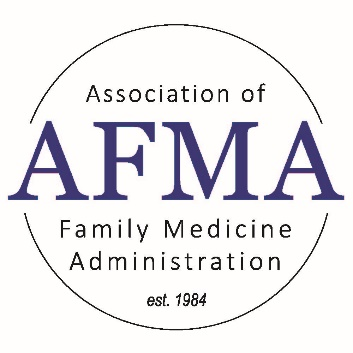 Association of
AFMA
Family Medicine
Administration
est. 1984